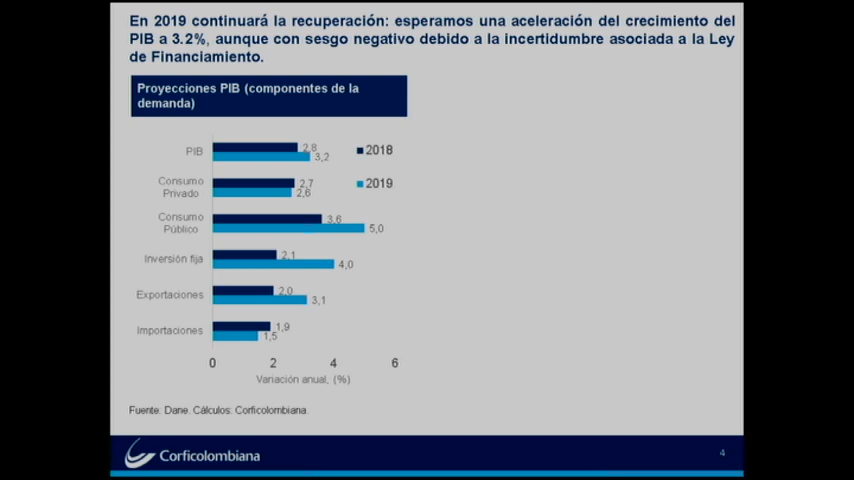 En 2019 continuará la recuperación: esperamos una aceleración del crecimiento del
PIB a 3.2%, aunque con sesgo negativo debido a la incertidumbre asociada a la Ley
de Financiamiento.
Proyecciones PIB (componentes de la
demanda)
PIB
2,8
3,2
2018
Consumo
Privado
2,7
2,6
2019
Consumo
Público
3,6
5,0
Inversión fija
2,1
4,0
Exportaciones
2,0
3,1
Importaciones
1,9
1,5
0 2 4 6
Variación anual, (%)
Fuente: Dane. Cálculos: Corficolombiana.
Corficolombiana
4